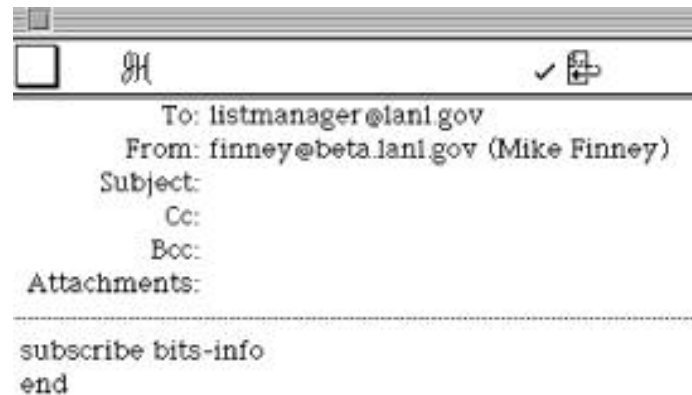 To: listmanager@lanl.gov
From: finney@beta.lanl.gov (Mike Finney)
Subject:
Cc:
Bcc:
Attachments:
subscribe bits-info
end